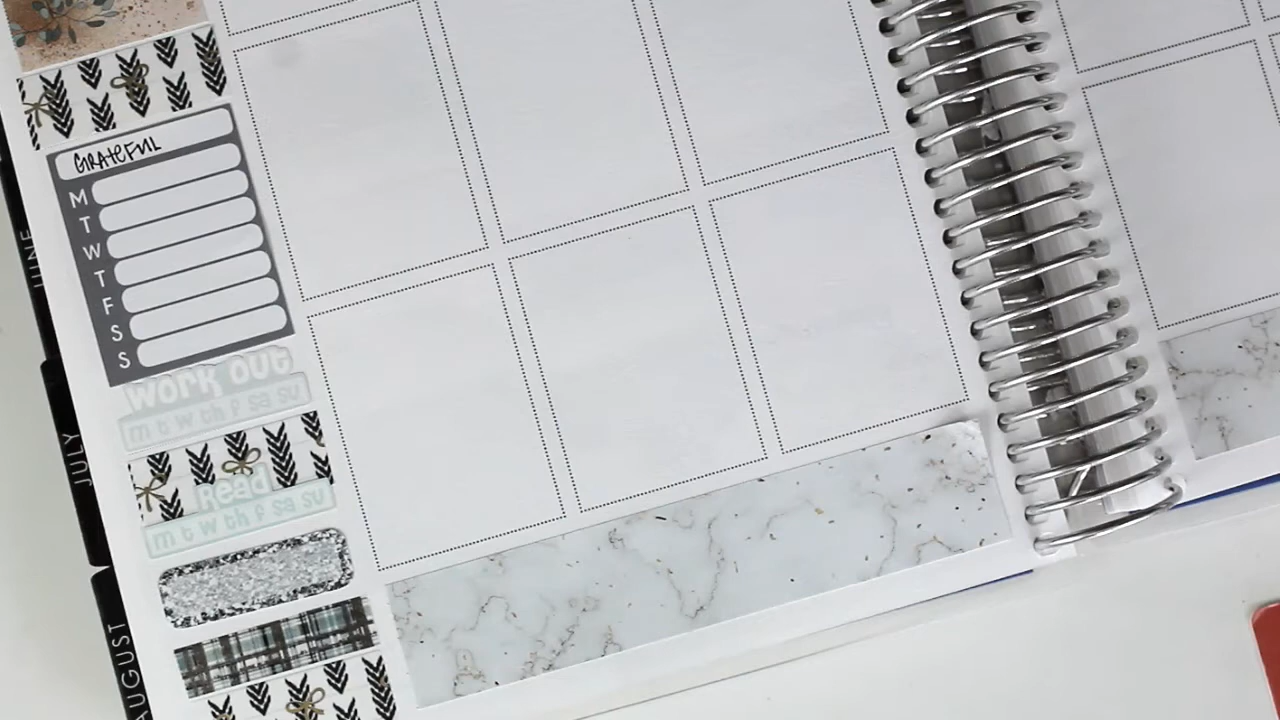 GRATEFUL
M
T
W
T
F
S
S
work out
m t w th f sa su
Read
m t w th f sa su
JUNE
JULY
AUGUST